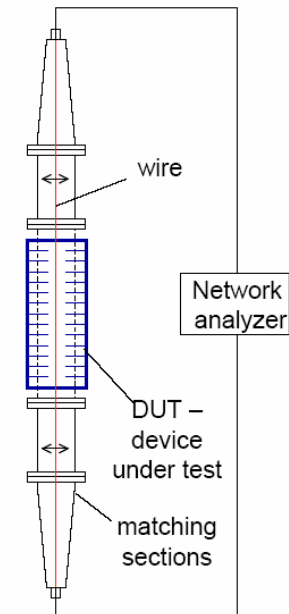 wire
Network
analyzer
DUT –
device
under test
matching
sections